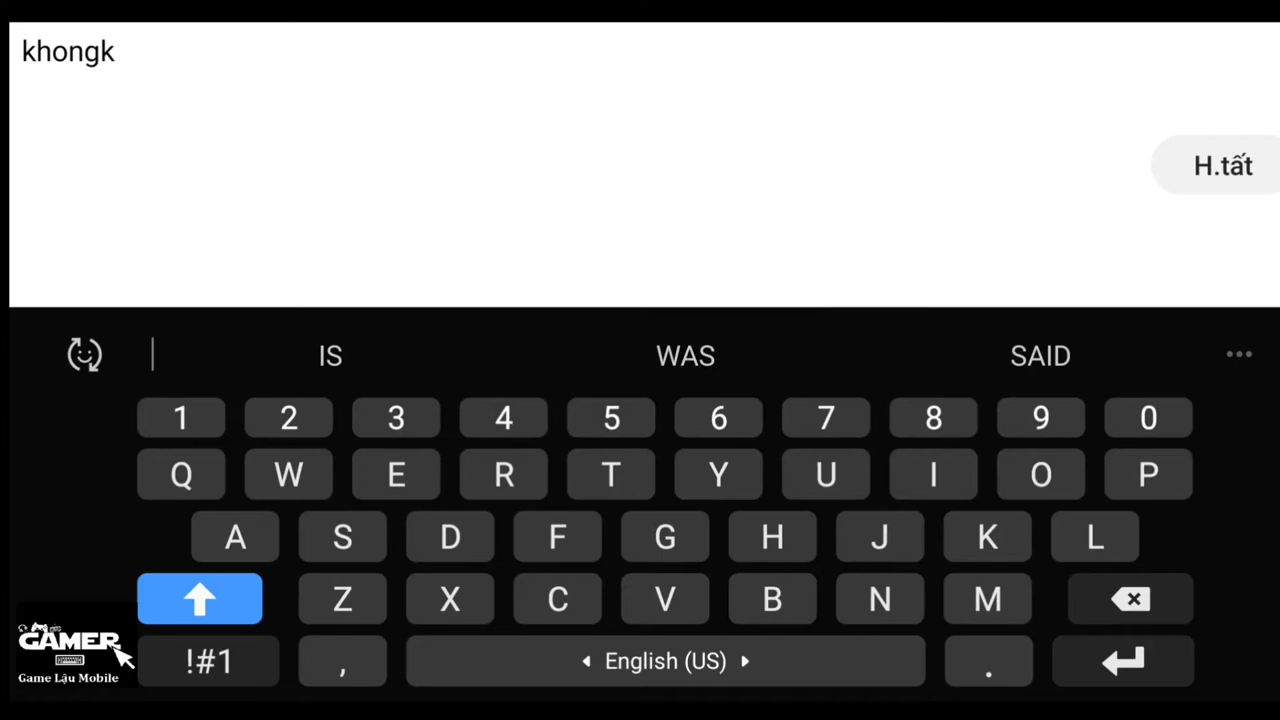 khongk
H.tất
IS WAS SAID
1 2 3 4 5 6 7 8 9 0
Q W E R T Y U I O P
A S D F G H J K L
Z X C V B N M
!#1 , English (US) .
GAMER
Game Lậu Mobile